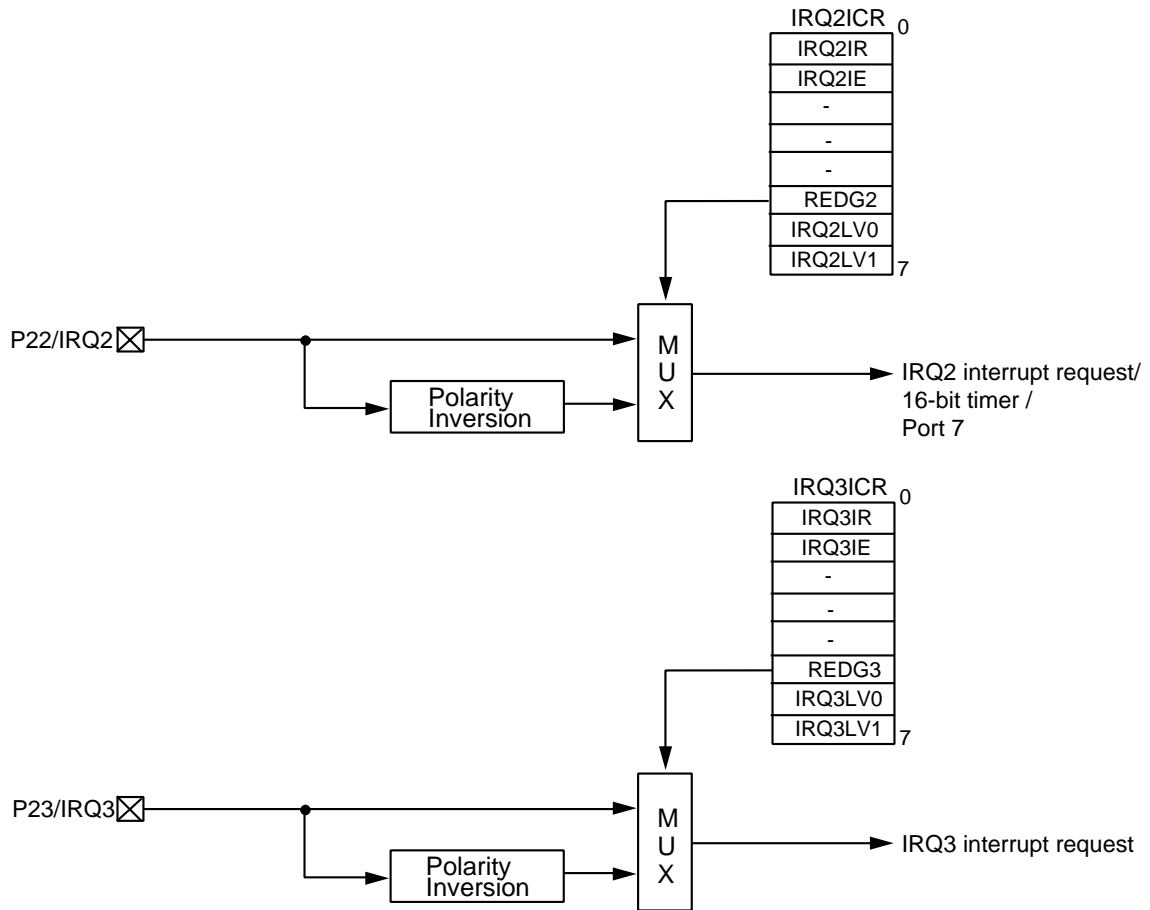 IRQ2ICR 0
IRQ2IR
IRQ2IE
-
-
-
REDG2
IRQ2LV0
IRQ2LV1 7
P22/IRQ2
M
U
X
Polarity
Inversion
IRQ2 interrupt request/
16-bit timer /
Port 7
IRQ3ICR 0
IRQ3IR
IRQ3IE
-
-
-
REDG3
IRQ3LV0
IRQ3LV1 7
P23/IRQ3
M
U
X
Polarity
Inversion
IRQ3 interrupt request